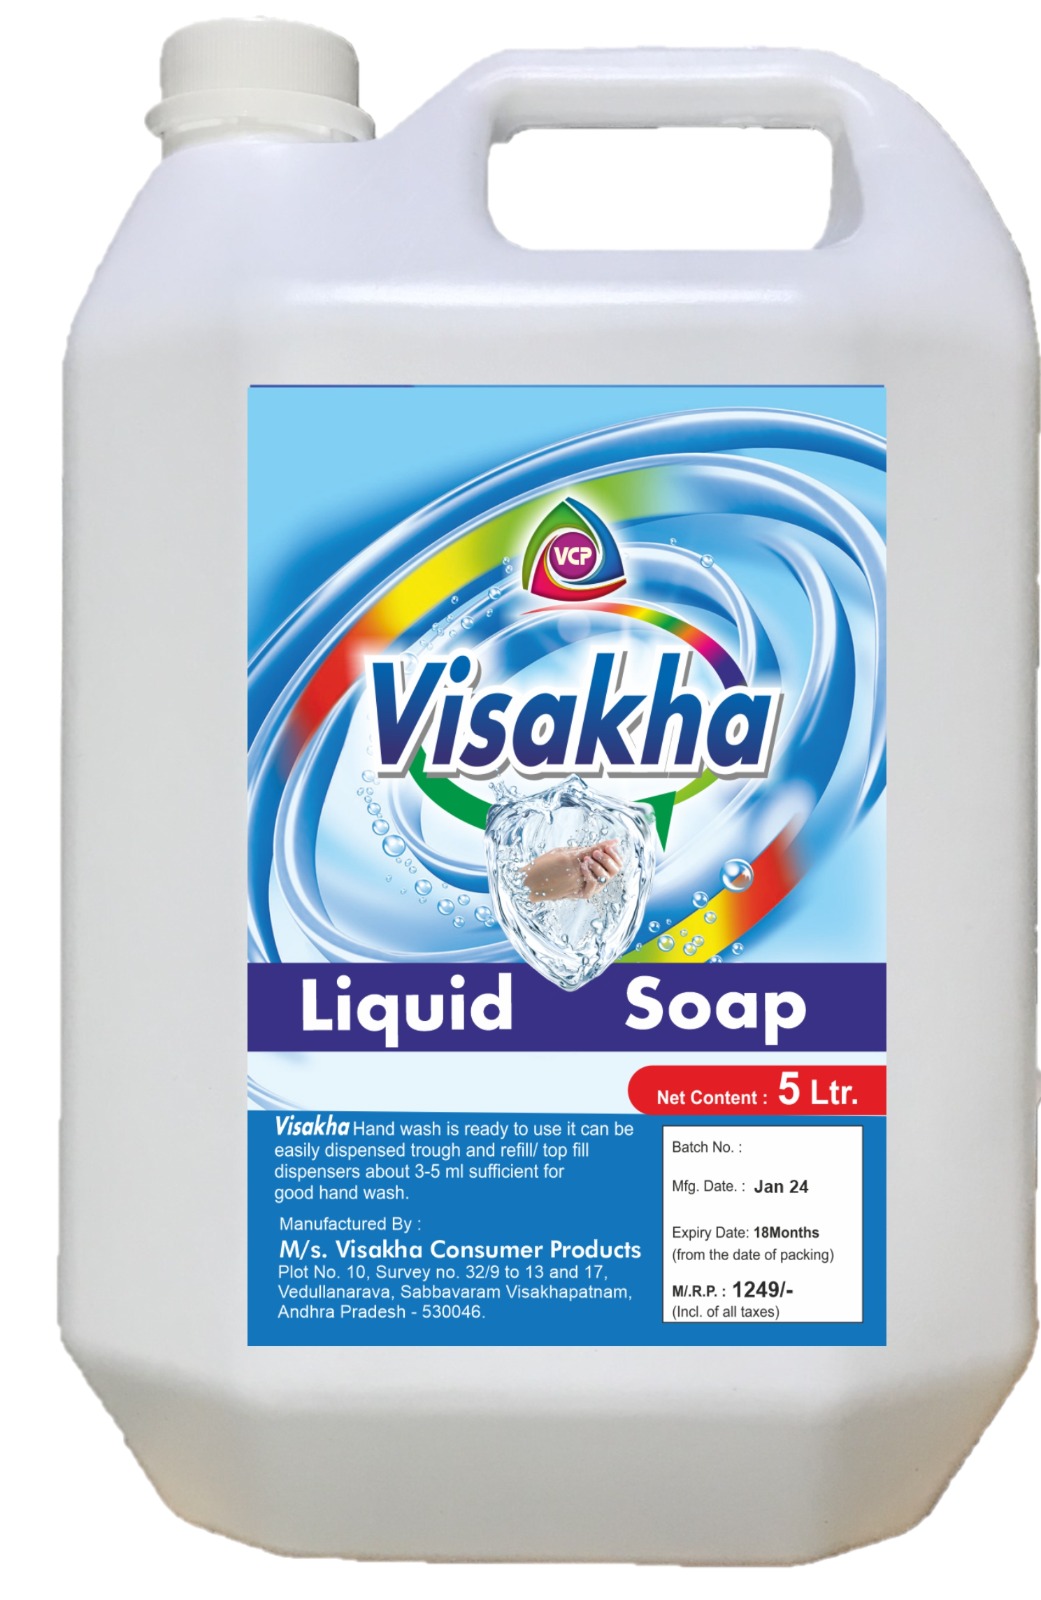 VCP
Visakha
Liquid Soap
Net Content : 5 Ltr.
Visakha Hand wash is ready to use it can be
easily dispensed trough and refill/ top fill
dispensers about 3-5 ml sufficient for
good hand wash.
Manufactured By :
M/s. Visakha Consumer Products
Plot No. 10, Survey no. 32/9 to 13 and 17,
Vedullanarava, Sabbavaram Visakhapatnam,
Andhra Pradesh - 530046.
Batch No. :
Mfg. Date. : Jan 24
Expiry Date: 18Months
(from the date of packing)
M/.R.P. : 1249/-
(Incl. of all taxes)